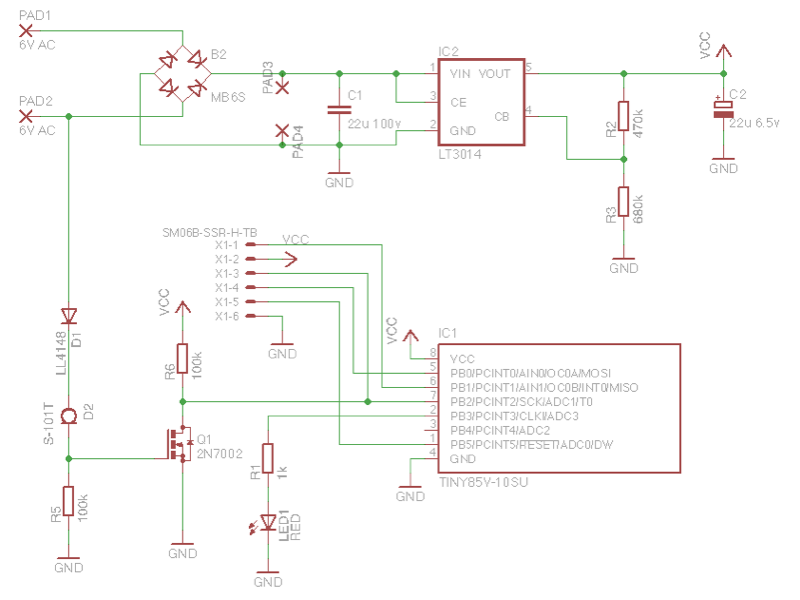 PAD1
6V AC
PAD2
6V AC
B2
MB6S
PAD3
PAD4
C1
22u 100v
GND
IC2
1 VIN VOUT 5
3 CE
CB 4
2 GND
LT3014
R2
470k
R3
680k
GND
VCC
C2
+
22u 6.5v
GND
SM06B-SSR-H-TB
X1-1
VCC
X1-2
X1-3
X1-4
X1-5
X1-6
GND
LL4148
D1
S-101T
D2
R5
100k
GND
VCC
R6
100k
Q1
2N7002
GND
R1
1k
LED1
RED
GND
VCC
IC1
8 VCC
5 PB0/PCINT0/AIN0/OC0A/MOSI
6 PB1/PCINT1/AIN1/OC0B/INT0/MISO
7 PB2/PCINT2/SCK/ADC1/T0
2 PB3/PCINT3/CLKI/ADC3
3 PB4/PCINT4/ADC2
1 PB5/PCINT5/RESET/ADC0/DW
4 GND
GND
TINY85V-10SU